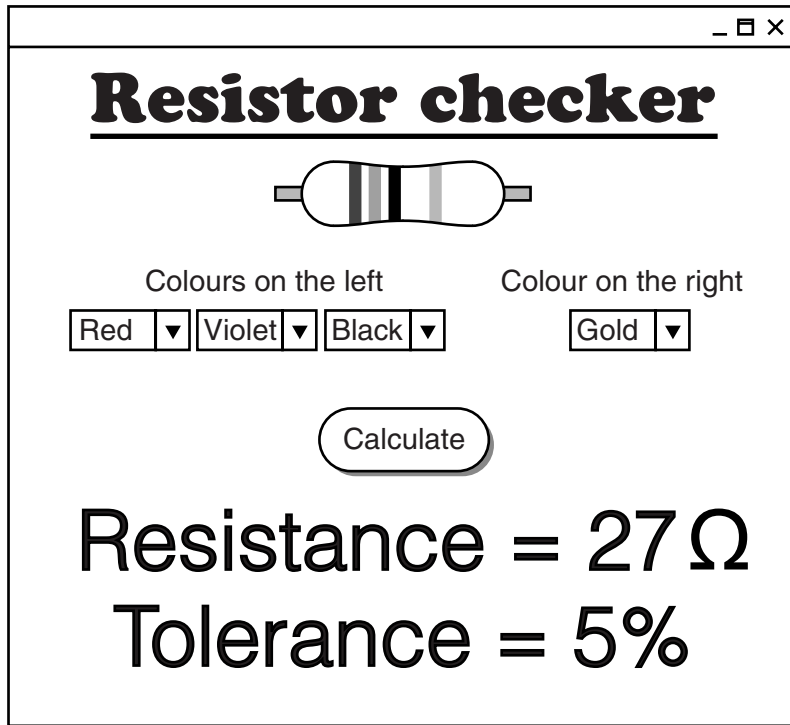 Resistor checker
Colours on the left Colour on the right
Red Violet Black Gold
Calculate
Resistance = 27 Ω
Tolerance = 5%